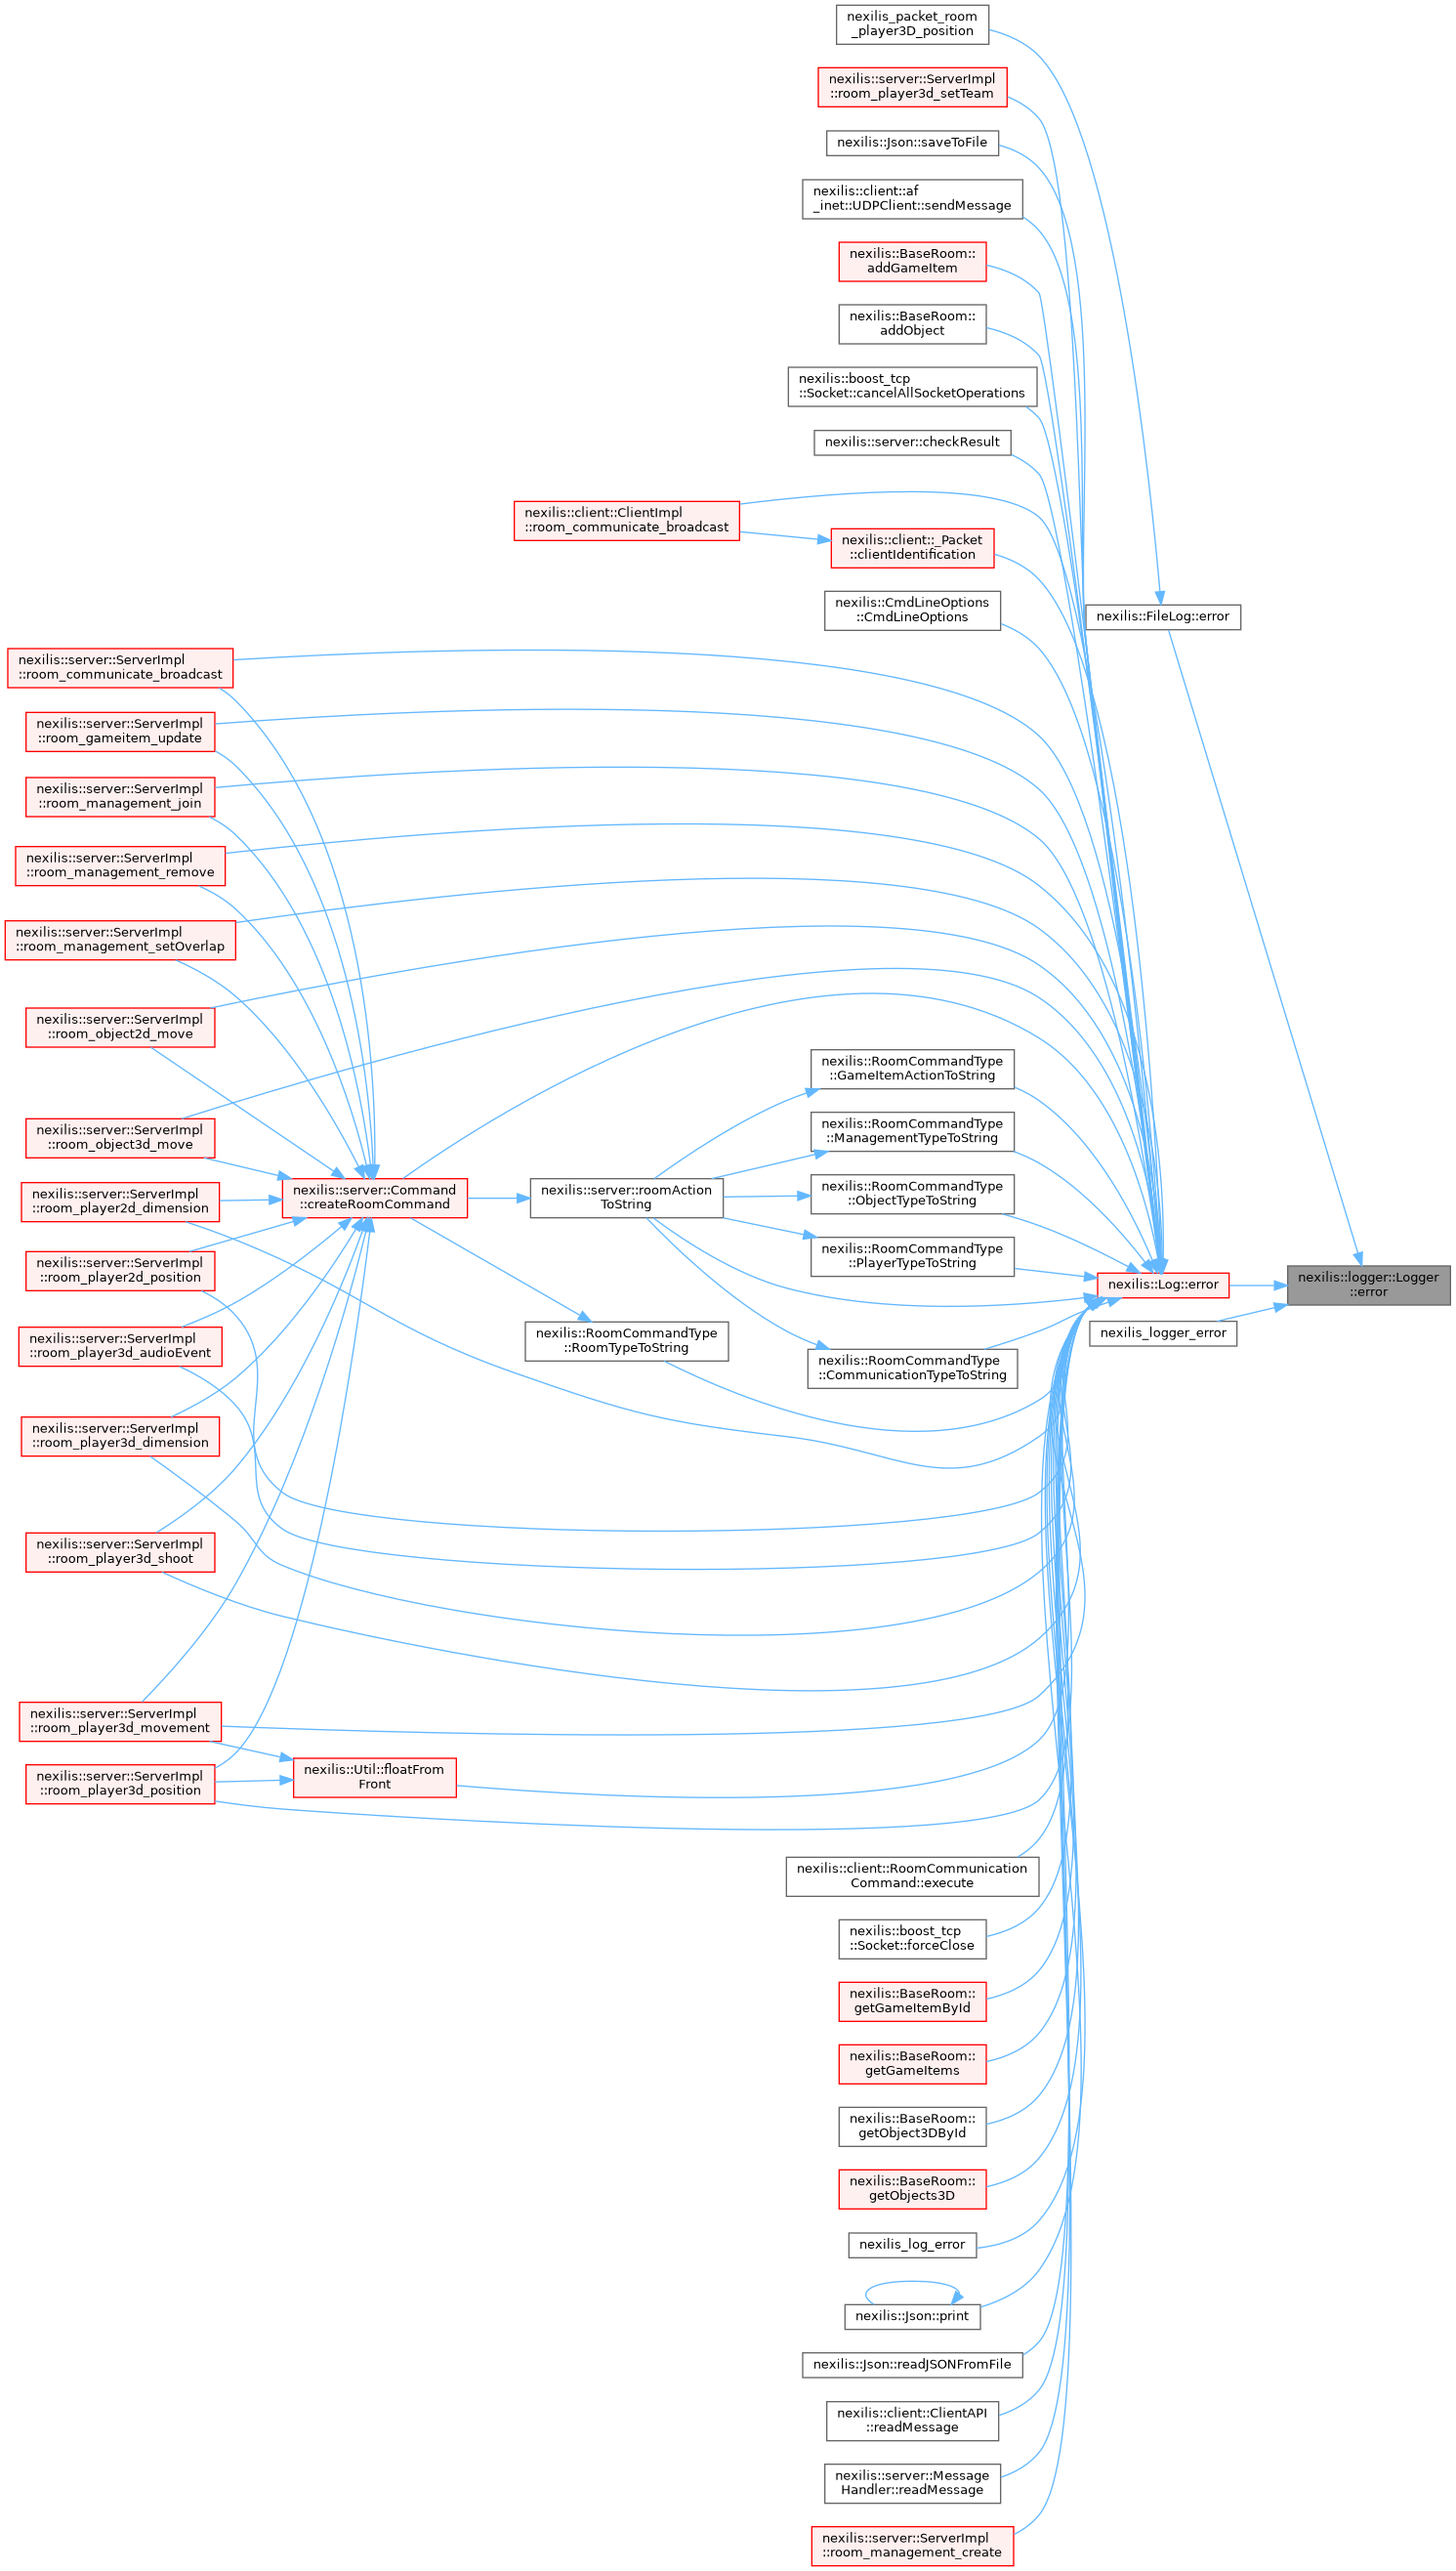 nexilis_packet_room
_player3D_position
nexilis::server::ServerImpl
::room_player3d_setTeam
nexilis::Json::saveToFile
nexilis::client::af
_inet::UDPClient::sendMessage
nexilis::BaseRoom::
addGameItem
nexilis::BaseRoom::
addObject
nexilis::boost_tcp
::Socket::cancelAllSocketOperations
nexilis::server::checkResult
nexilis::client::ClientImpl
::room_communicate_broadcast
nexilis::client::_Packet
::clientIdentification
nexilis::CmdLineOptions
::CmdLineOptions
nexilis::FileLog::error
nexilis::server::ServerImpl
::room_communicate_broadcast
nexilis::server::ServerImpl
::room_gameitem_update
nexilis::server::ServerImpl
::room_management_join
nexilis::server::ServerImpl
::room_management_remove
nexilis::server::ServerImpl
::room_management_setOverlap
nexilis::server::ServerImpl
::room_object2d_move
nexilis::server::ServerImpl
::room_object3d_move
nexilis::server::ServerImpl
::room_player2d_dimension
nexilis::server::ServerImpl
::room_player2d_position
nexilis::server::ServerImpl
::room_player3d_audioEvent
nexilis::server::ServerImpl
::room_player3d_dimension
nexilis::server::ServerImpl
::room_player3d_shoot
nexilis::server::ServerImpl
::room_player3d_movement
nexilis::server::ServerImpl
::room_player3d_position
nexilis::server::Command
::createRoomCommand
nexilis::Util::floatFrom
Front
nexilis::server::roomAction
ToString
nexilis::RoomCommandType
::RoomTypeToString
nexilis::RoomCommandType
::GameItemActionToString
nexilis::RoomCommandType
::ManagementTypeToString
nexilis::RoomCommandType
::ObjectTypeToString
nexilis::RoomCommandType
::PlayerTypeToString
nexilis::RoomCommandType
::CommunicationTypeToString
nexilis::Log::error
nexilis_logger_error
nexilis::logger::Logger
::error
nexilis::client::RoomCommunication
Command::execute
nexilis::boost_tcp
::Socket::forceClose
nexilis::BaseRoom::
getGameItemById
nexilis::BaseRoom::
getGameItems
nexilis::BaseRoom::
getObject3DById
nexilis::BaseRoom::
getObjects3D
nexilis_log_error
nexilis::Json::print
nexilis::Json::readJSONFromFile
nexilis::client::ClientAPI
::readMessage
nexilis::server::Message
Handler::readMessage
nexilis::server::ServerImpl
::room_management_create